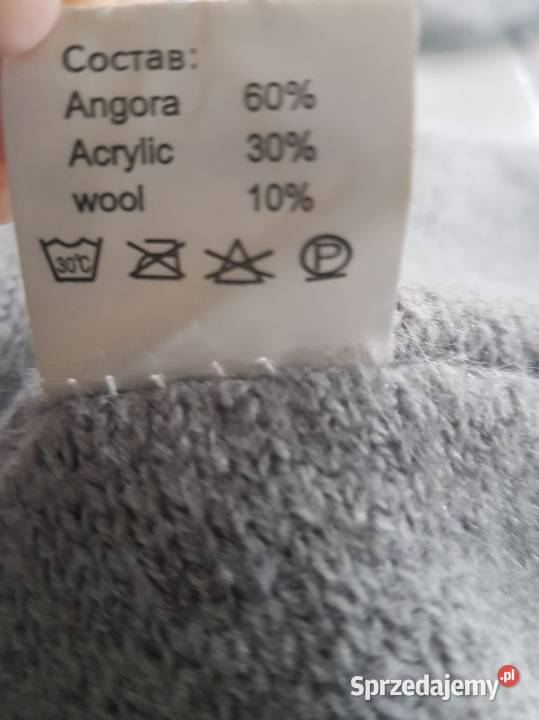 Состав:
Angora 60%
Acrylic 30%
wool 10%
30°C
P
Sprzedajemy.pl